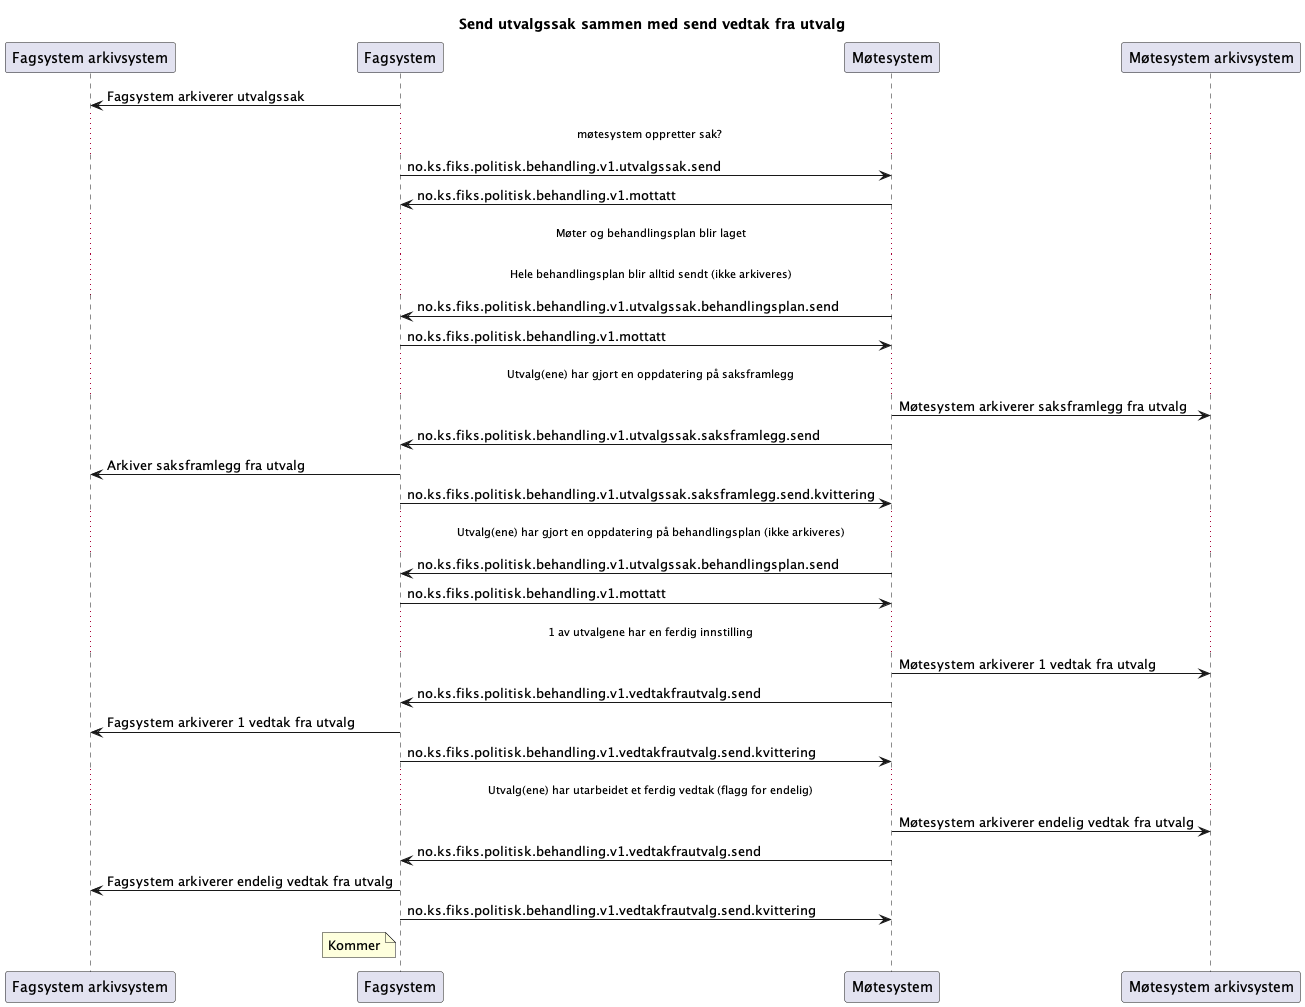 Send utvalgssak sammen med send vedtak fra utvalg
Fagsystem arkivsystem
Fagsystem
Møtesystem
Møtesystem arkivsystem
Fagsystem arkiverer utvalgssak
møtesystem oppretter sak?
no.ks.fiks.politisk.behandling.v1.utvalgssak.send
no.ks.fiks.politisk.behandling.v1.mottatt
Møter og behandlingsplan blir laget
Hele behandlingsplan blir alltid sendt (ikke arkiveres)
no.ks.fiks.politisk.behandling.v1.utvalgssak.behandlingsplan.send
no.ks.fiks.politisk.behandling.v1.mottatt
Utvalg(ene) har gjort en oppdatering på saksframlegg
Møtesystem arkiverer saksframlegg fra utvalg
no.ks.fiks.politisk.behandling.v1.utvalgssak.saksframlegg.send
Arkiver saksframlegg fra utvalg
no.ks.fiks.politisk.behandling.v1.utvalgssak.saksframlegg.send.kvittering
Utvalg(ene) har gjort en oppdatering på behandlingsplan (ikke arkiveres)
no.ks.fiks.politisk.behandling.v1.utvalgssak.behandlingsplan.send
no.ks.fiks.politisk.behandling.v1.mottatt
1 av utvalgene har en ferdig innstilling
Møtesystem arkiverer 1 vedtak fra utvalg
no.ks.fiks.politisk.behandling.v1.vedtakfrautvalg.send
Fagsystem arkiverer 1 vedtak fra utvalg
no.ks.fiks.politisk.behandling.v1.vedtakfrautvalg.send.kvittering
Utvalg(ene) har utarbeidet et ferdig vedtak (flagg for endelig)
Møtesystem arkiverer endelig vedtak fra utvalg
no.ks.fiks.politisk.behandling.v1.vedtakfrautvalg.send
Fagsystem arkiverer endelig vedtak fra utvalg
no.ks.fiks.politisk.behandling.v1.vedtakfrautvalg.send.kvittering
Kommer
Fagsystem arkivsystem
Fagsystem
Møtesystem
Møtesystem arkivsystem